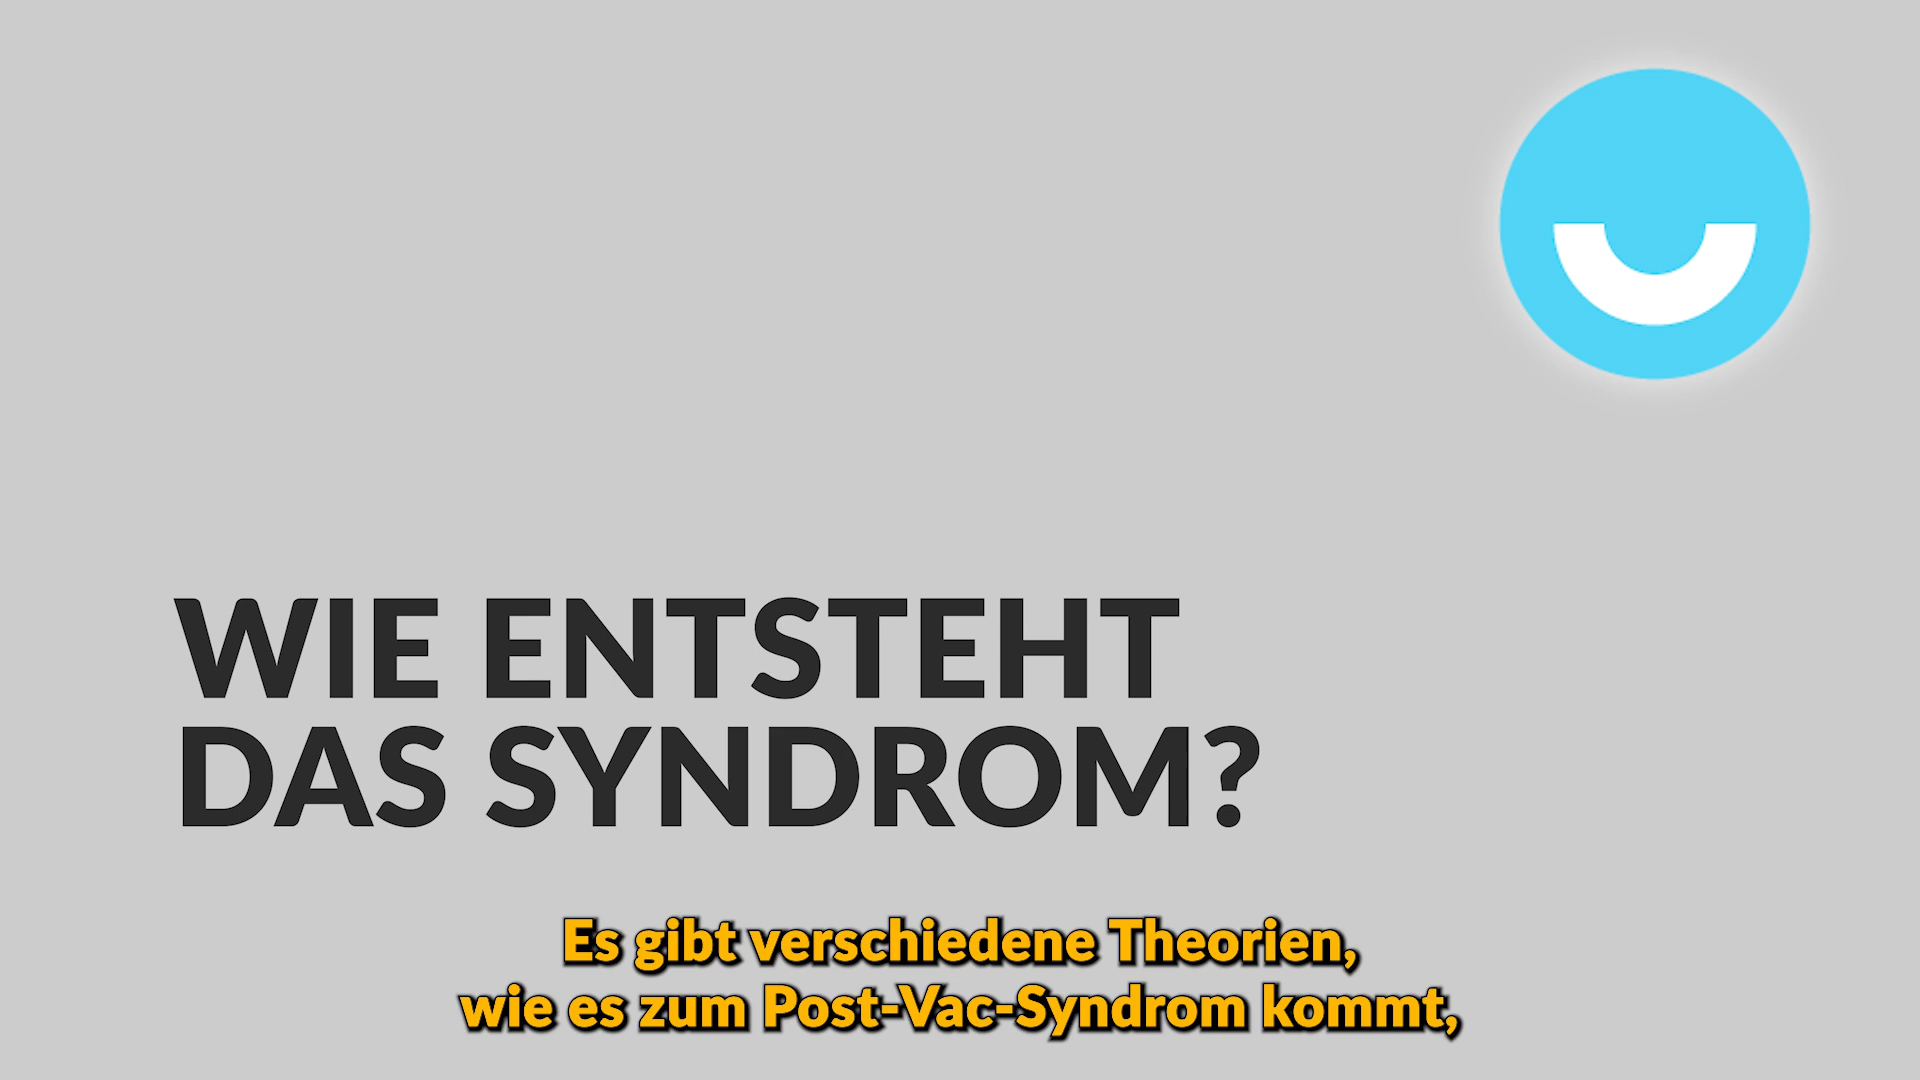 WIE ENTSTEHT
DAS SYNDROM?
Es gibt verschiedene Theorien,
wie es zum Post-Vac-Syndrom kommt,